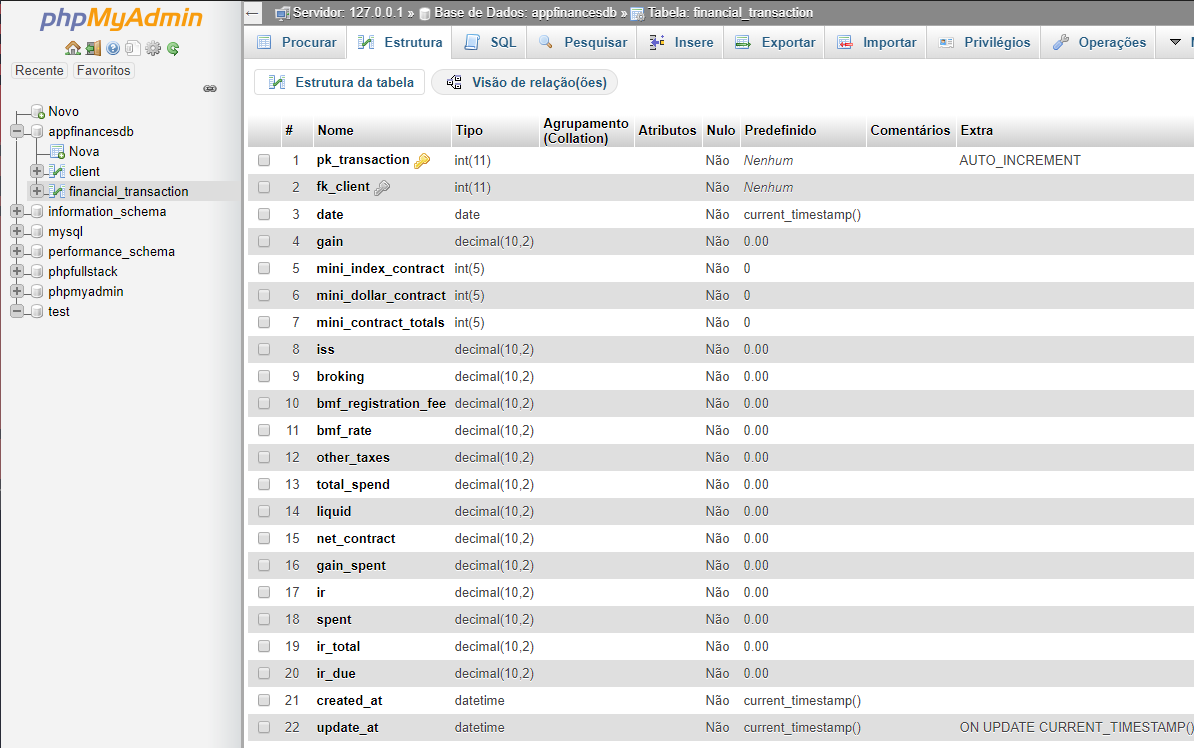 phpMyAdmin
Recente Favoritos
Novo
appfinancesdb
Nova
client
financial_transaction
information_schema
mysql
performance_schema
phpfullstack
phpmyadmin
test
Servidor: 127.0.0.1 » Base de Dados: appfinancesdb » Tabela: financial_transaction
Procurar Estrutura SQL Pesquisar Insere Exportar Importar Privilégios Operações
Estrutura da tabela Visão de relação(ões)
# Nome Tipo Agrupamento (Collation) Atributos Nulo Predefinido Comentários Extra
1 pk_transaction int(11) Não Nenhum AUTO_INCREMENT
2 fk_client int(11) Não Nenhum
3 date date Não current_timestamp()
4 gain decimal(10,2) Não 0.00
5 mini_index_contract int(5) Não 0
6 mini_dollar_contract int(5) Não 0
7 mini_contract_totals int(5) Não 0
8 iss decimal(10,2) Não 0.00
9 broking decimal(10,2) Não 0.00
10 bmf_registration_fee decimal(10,2) Não 0.00
11 bmf_rate decimal(10,2) Não 0.00
12 other_taxes decimal(10,2) Não 0.00
13 total_spend decimal(10,2) Não 0.00
14 liquid decimal(10,2) Não 0.00
15 net_contract decimal(10,2) Não 0.00
16 gain_spent decimal(10,2) Não 0.00
17 ir decimal(10,2) Não 0.00
18 spent decimal(10,2) Não 0.00
19 ir_total decimal(10,2) Não 0.00
20 ir_due decimal(10,2) Não 0.00
21 created_at datetime Não current_timestamp()
22 update_at datetime Não current_timestamp() ON UPDATE CURRENT_TIMESTAMP()